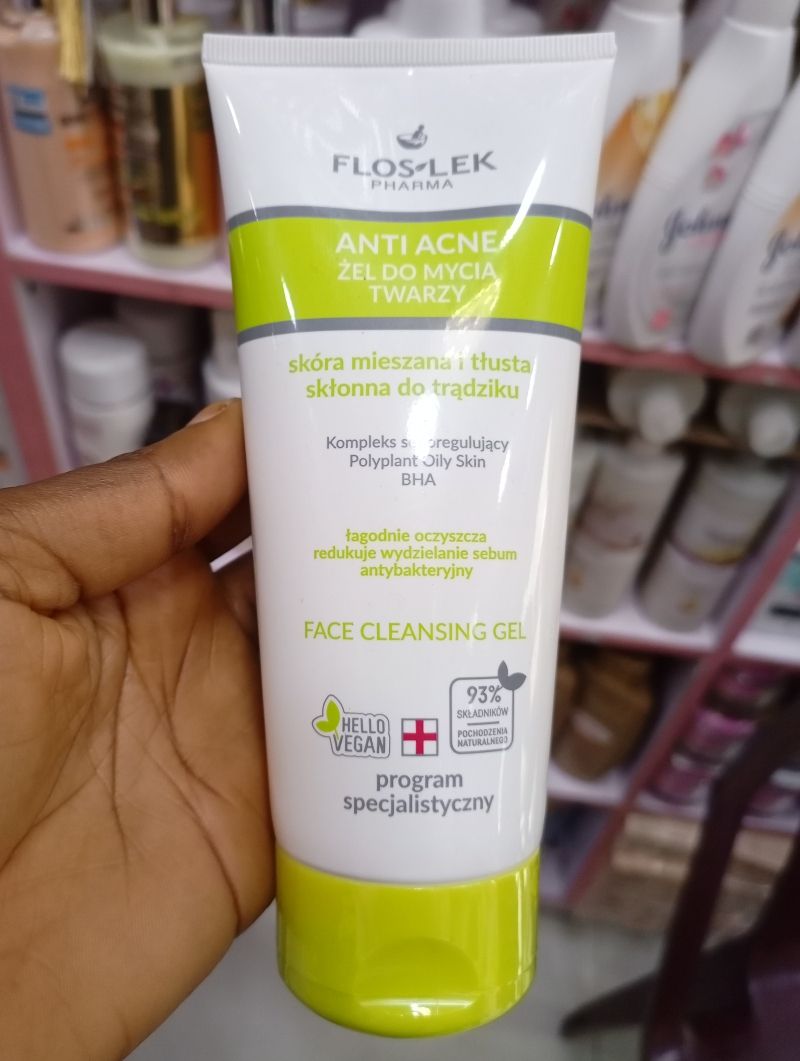 FLOS-LEK
PHARMA
ANTI ACNE
ŻEL DO MYCIA
TWARZY
skóra mieszana i tłusta
skłonna do trądziku
Kompleks seboregulujący
Polyplant Oily Skin
BHA
łagodnie oczyszcza
redukuje wydzielanie sebum
antybakteryjny
FACE CLEANSING GEL
HELLO
VEGAN
93%
SKŁADNIKÓW
POCHODZENIA
NATURALNEGO
program
specjalistyczny